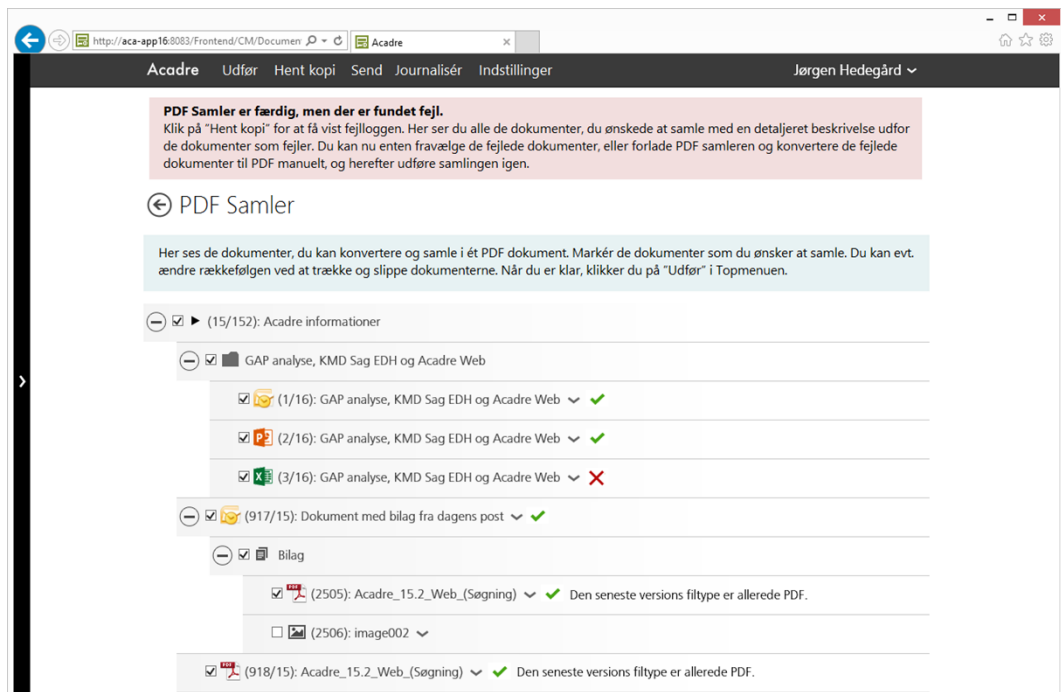 http://aca-app16:8083/Frontend/CM/Documen Acadre
Acadre Udfør Hent kopi Send Journalisér Indstillinger Jørgen Hedegård
PDF Samler er færdig, men der er fundet fejl.
Klik på "Hent kopi" for at få vist fejlloggen. Her ser du alle de dokumenter, du ønskede at samle med en detaljeret beskrivelse udfor
de dokumenter som fejler. Du kan nu enten fravælge de fejlede dokumenter, eller forlade PDF samleren og konvertere de fejlede
dokumenter til PDF manuelt, og herefter udføre samlingen igen.
PDF Samler
Her ses de dokumenter, du kan konvertere og samle i ét PDF dokument. Markér de dokumenter som du ønsker at samle. Du kan evt.
ændre rækkefølgen ved at trække og slippe dokumenterne. Når du er klar, klikker du på "Udfør" i Topmenuen.
(15/152): Acadre informationer
GAP analyse, KMD Sag EDH og Acadre Web
(1/16): GAP analyse, KMD Sag EDH og Acadre Web
(2/16): GAP analyse, KMD Sag EDH og Acadre Web
(3/16): GAP analyse, KMD Sag EDH og Acadre Web
(917/15): Dokument med bilag fra dagens post
Bilag
(2505): Acadre_15.2_Web_(Søgning) Den seneste versions filtype er allerede PDF.
(2506): image002
(918/15): Acadre_15.2_Web_(Søgning) Den seneste versions filtype er allerede PDF.